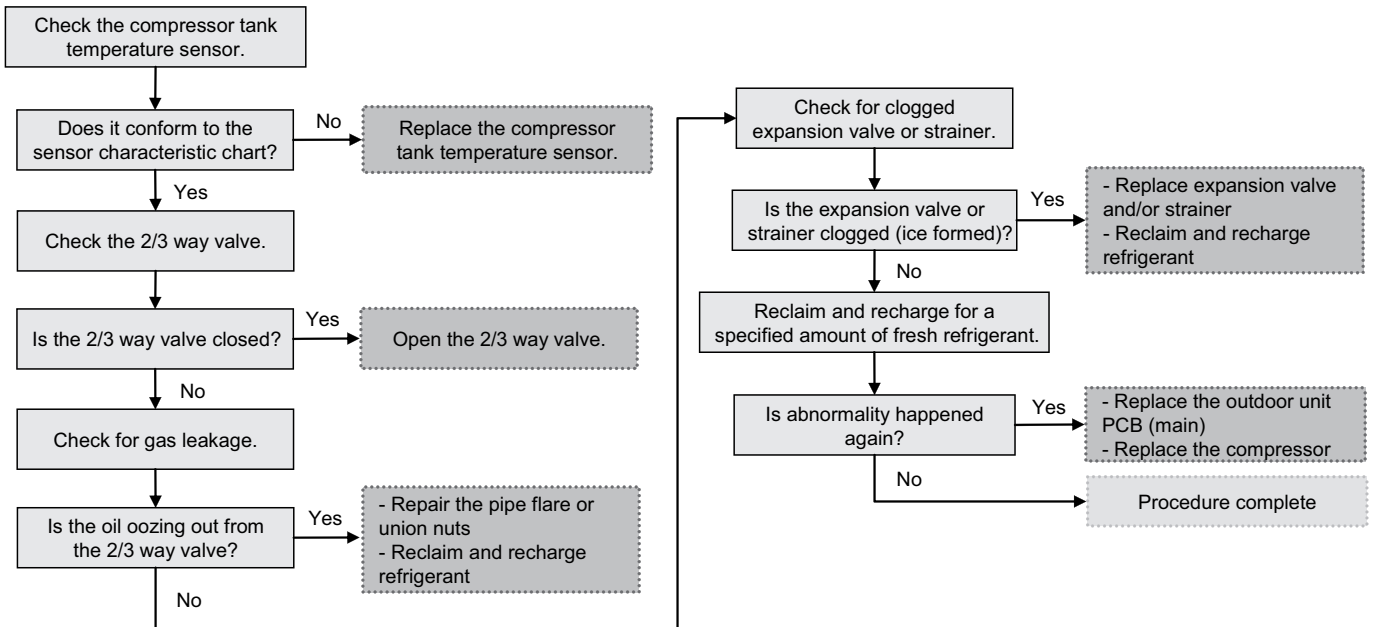 Check the compressor tank
temperature sensor.
Does it conform to the
sensor characteristic chart?
No
Replace the compressor
tank temperature sensor.
Yes
Check the 2/3 way valve.
Is the 2/3 way valve closed?
Yes
Open the 2/3 way valve.
No
Check for gas leakage.
Is the oil oozing out from
the 2/3 way valve?
Yes
- Repair the pipe flare or
union nuts
- Reclaim and recharge
refrigerant
No
Check for clogged
expansion valve or strainer.
Is the expansion valve or
strainer clogged (ice formed)?
Yes
- Replace expansion valve
and/or strainer
- Reclaim and recharge
refrigerant
No
Reclaim and recharge for a
specified amount of fresh refrigerant.
Is abnormality happened
again?
Yes
- Replace the outdoor unit
PCB (main)
- Replace the compressor
No
Procedure complete